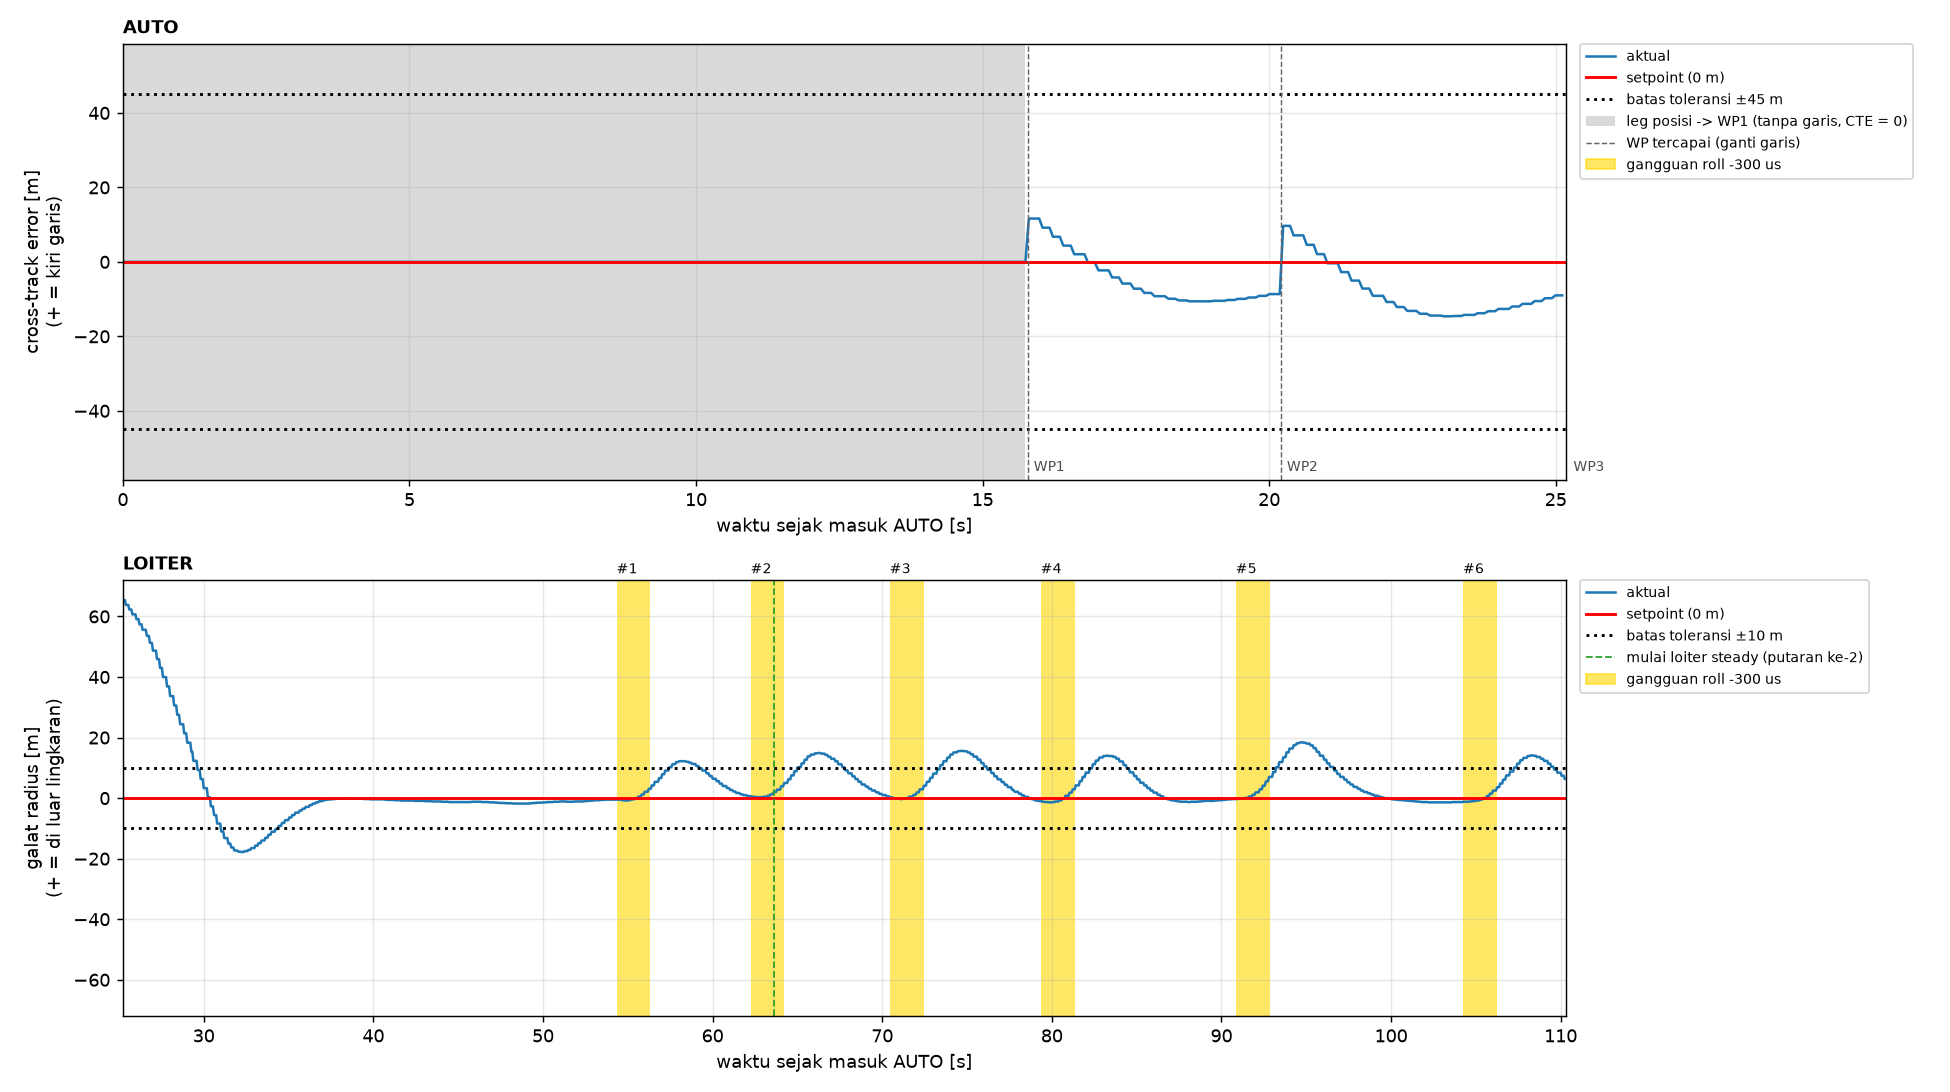 AUTO
cross-track error [m]
(+ = kiri garis)
40
20
0
−20
−40
WP1
WP2
WP3
0
5
10
15
20
25
waktu sejak masuk AUTO [s]
aktual
setpoint (0 m)
batas toleransi ±45 m
leg posisi -> WP1 (tanpa garis, CTE = 0)
WP tercapai (ganti garis)
gangguan roll -300 us
LOITER
#1
#2
#3
#4
#5
#6
galat radius [m]
(+ = di luar lingkaran)
60
40
20
0
−20
−40
−60
30
40
50
60
70
80
90
100
110
waktu sejak masuk AUTO [s]
aktual
setpoint (0 m)
batas toleransi ±10 m
mulai loiter steady (putaran ke-2)
gangguan roll -300 us